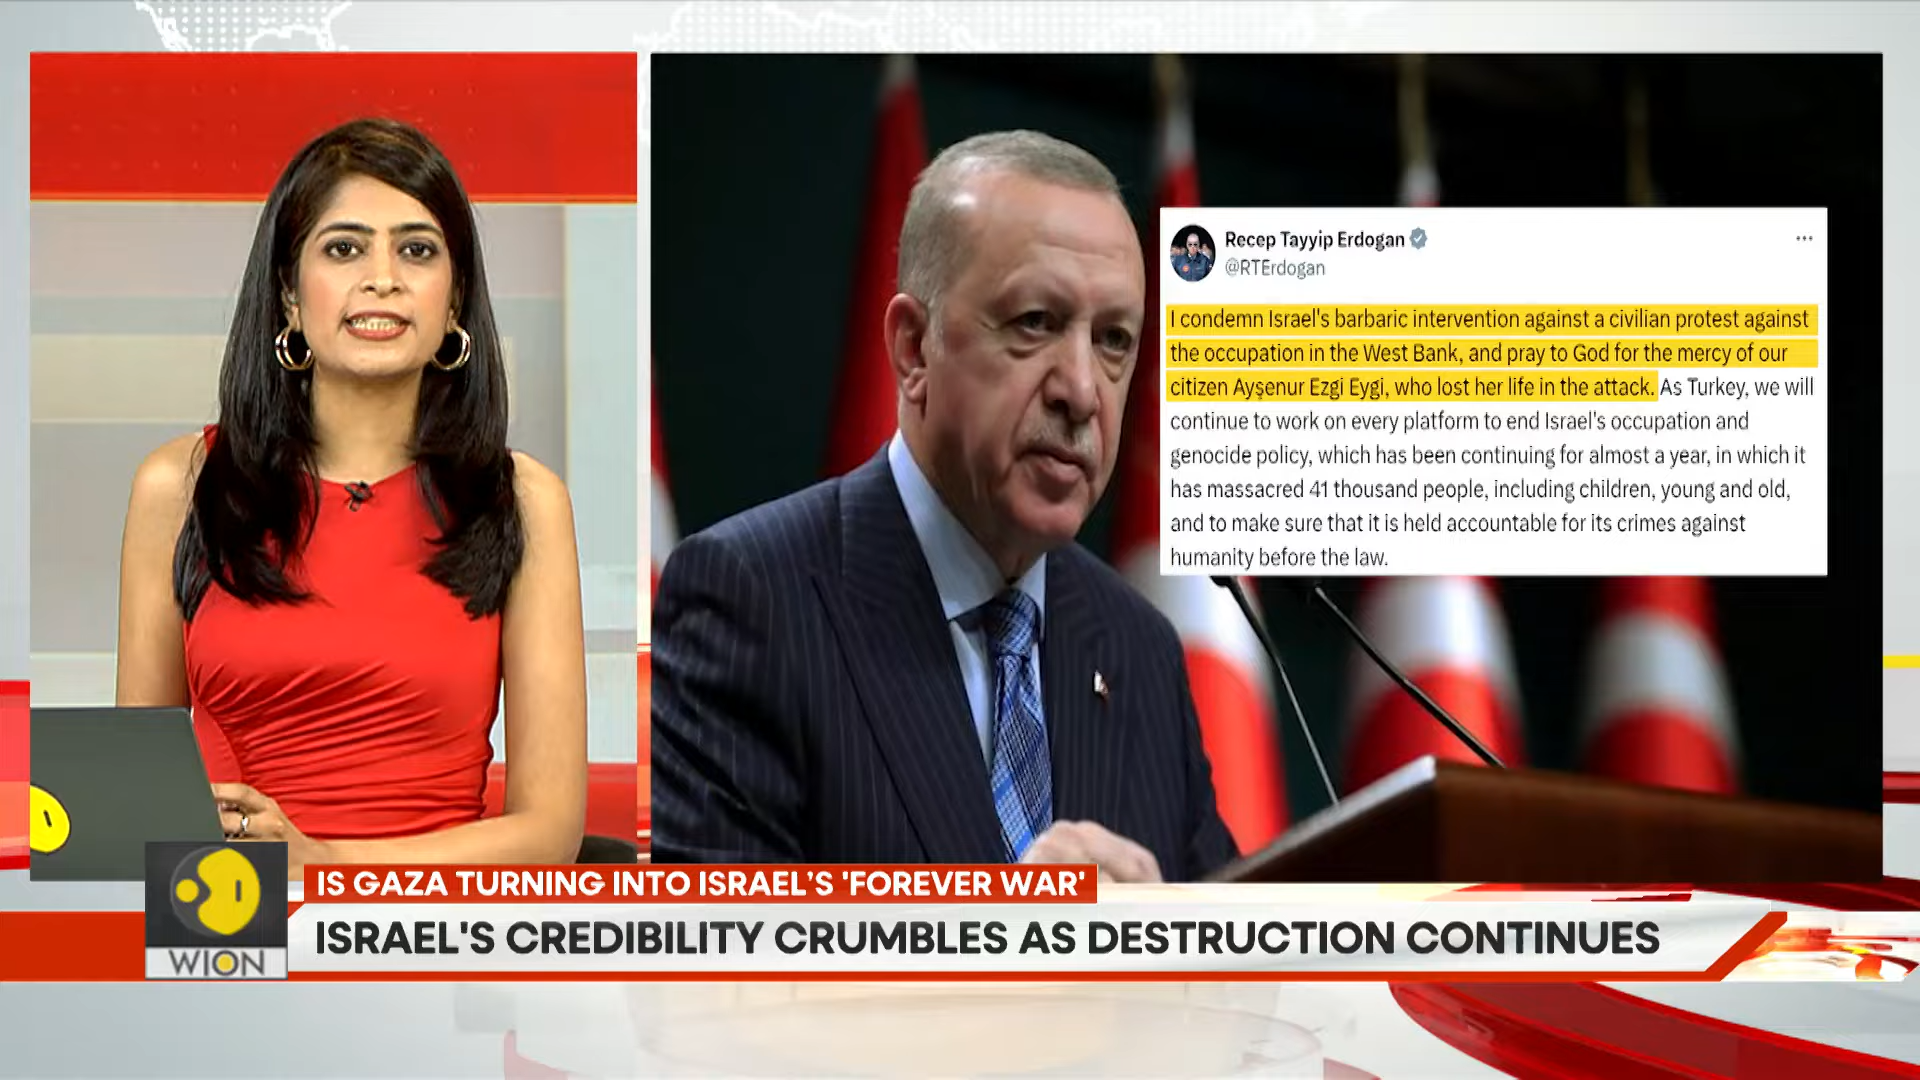 Recep Tayyip Erdogan
@RTErdogan
I condemn Israel's barbaric intervention against a civilian protest against
the occupation in the West Bank, and pray to God for the mercy of our
citizen Ayşenur Ezgi Eygi, who lost her life in the attack. As Turkey, we will
continue to work on every platform to end Israel's occupation and
genocide policy, which has been continuing for almost a year, in which it
has massacred 41 thousand people, including children, young and old,
and to make sure that it is held accountable for its crimes against
humanity before the law.
IS GAZA TURNING INTO ISRAEL'S 'FOREVER WAR'
ISRAEL'S CREDIBILITY CRUMBLES AS DESTRUCTION CONTINUES
WION